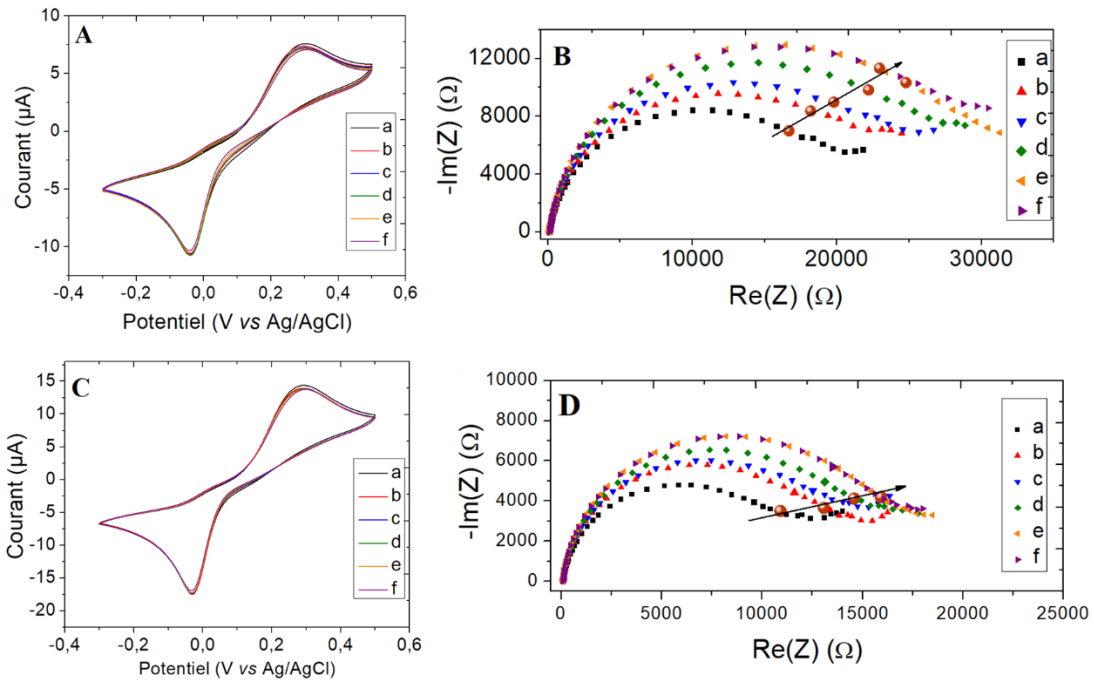 A
10
5
0
-5
-10
Courant (µA)
a
b
c
d
e
f
-0,4
-0,2
0,0
0,2
0,4
0,6
Potentiel (V vs Ag/AgCl)
B
12000
8000
4000
0
-Im(Z) (Ω)
a
b
c
d
e
f
0
10000
20000
30000
Re(Z) (Ω)
C
15
10
5
0
-5
-10
-15
-20
Courant (µA)
a
b
c
d
e
f
-0,4
-0,2
0,0
0,2
0,4
0,6
Potentiel (V vs Ag/AgCl)
D
10000
8000
6000
4000
2000
0
-Im(Z) (Ω)
a
b
c
d
e
f
0
5000
10000
15000
20000
25000
Re(Z) (Ω)